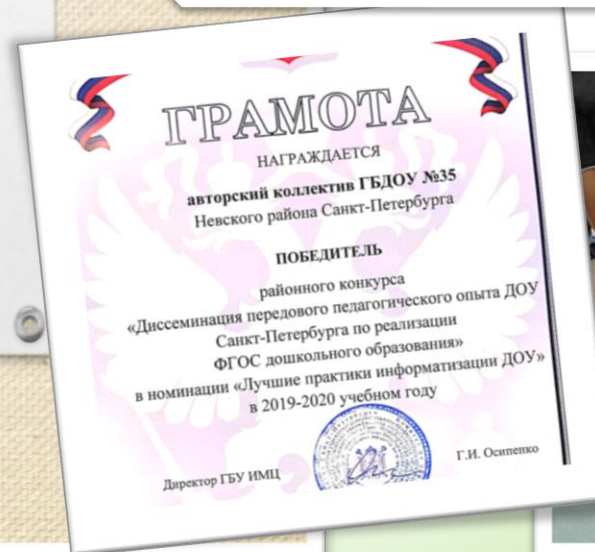 ГРАМОТА
НАГРАЖДАЕТСЯ
авторский коллектив ГБДОУ №35
Невского района Санкт-Петербурга
ПОБЕДИТЕЛЬ
районного конкурса
«Диссеминация передового педагогического опыта ДОУ
Санкт-Петербурга по реализации
ФГОС дошкольного образования»
в номинации «Лучшие практики информатизации ДОУ»
в 2019-2020 учебном году
Директор ГБУ ИМЦ
Г.И. Осипенко